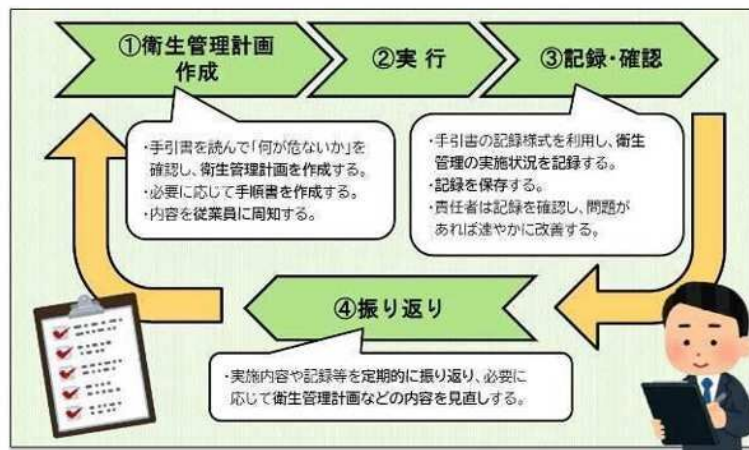 ①衛生管理計画
作成
②実 行
③記録・確認
・手引書を読んで「何が危ないか」を
確認し、衛生管理計画を作成する。
・必要に応じて手順書を作成する。
・内容を従業員に周知する。
・手引書の記録様式を利用し、衛生
管理の実施状況を記録する。
・記録を保存する。
・責任者は記録を確認し、問題が
あれば速やかに改善する。
④振り返り
・実施内容や記録等を定期的に振り返り、必要に
応じて衛生管理計画などの内容を見直しする。